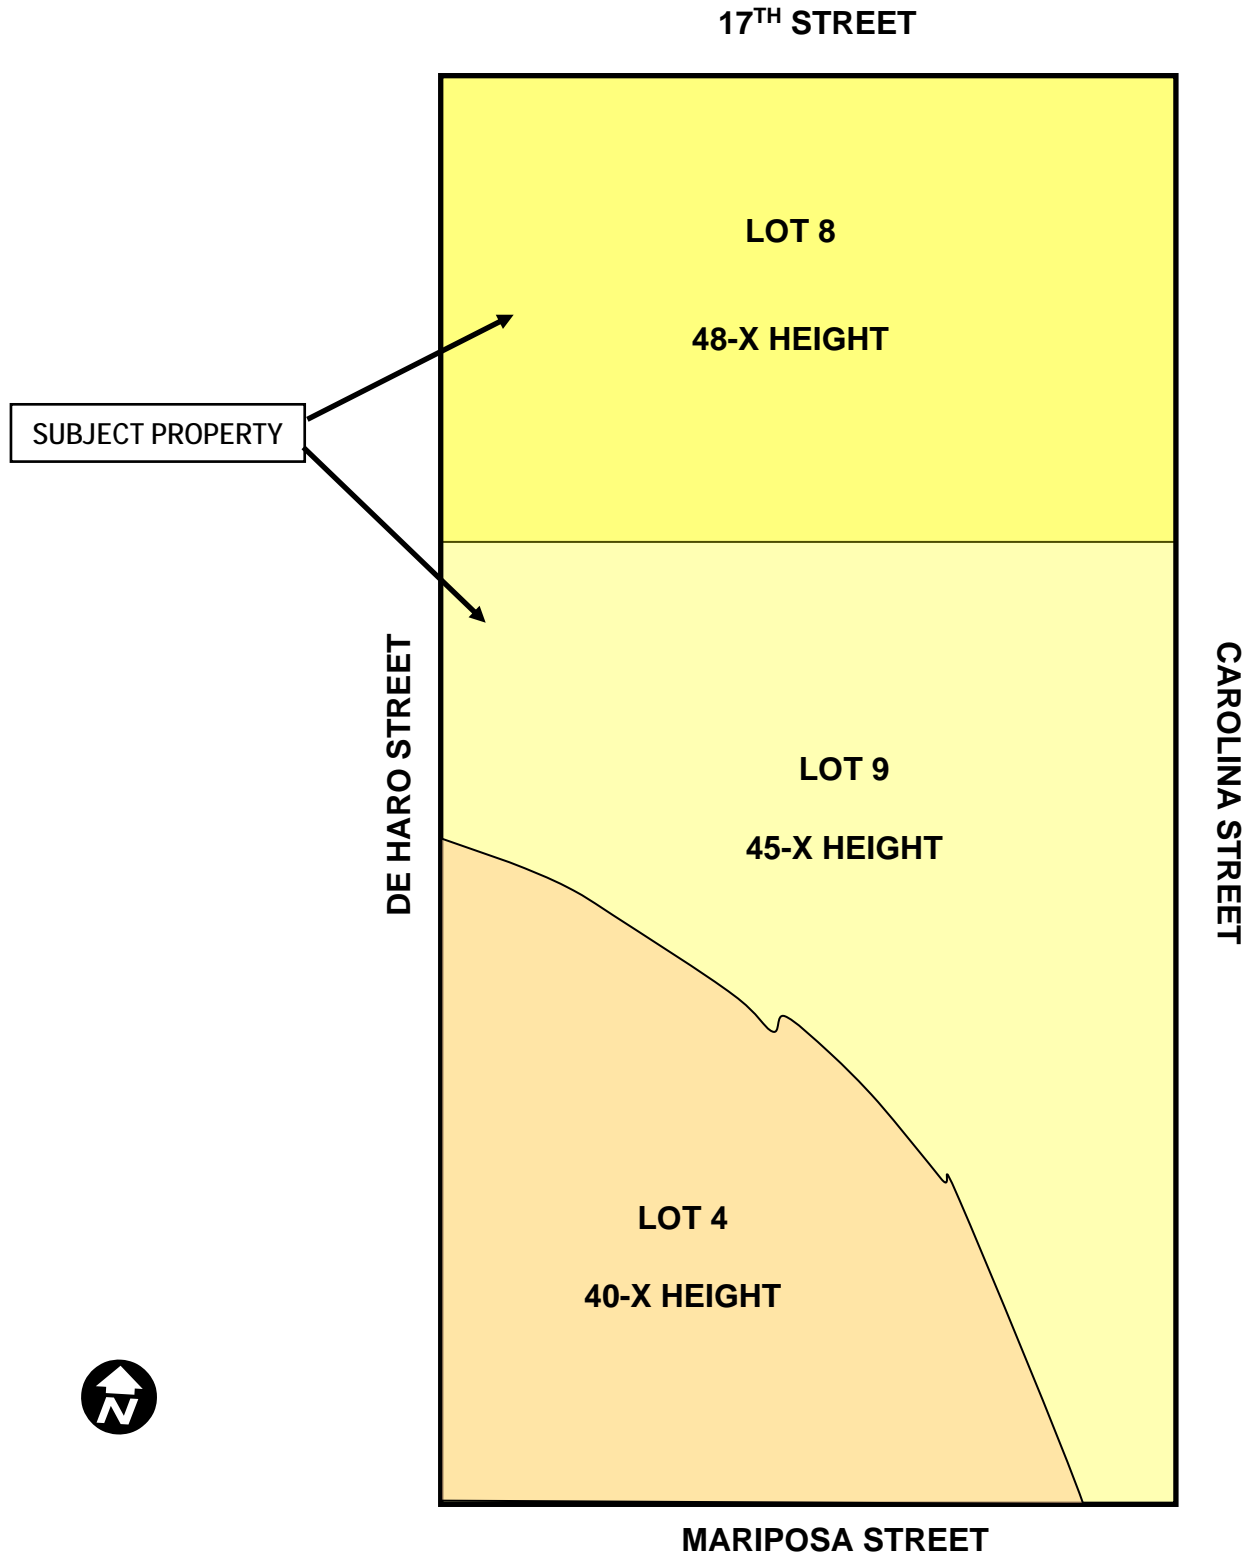 17TH STREET
LOT 8
48-X HEIGHT
SUBJECT PROPERTY
DE HARO STREET
CAROLINA STREET
LOT 9
45-X HEIGHT
LOT 4
40-X HEIGHT
N
MARIPOSA STREET